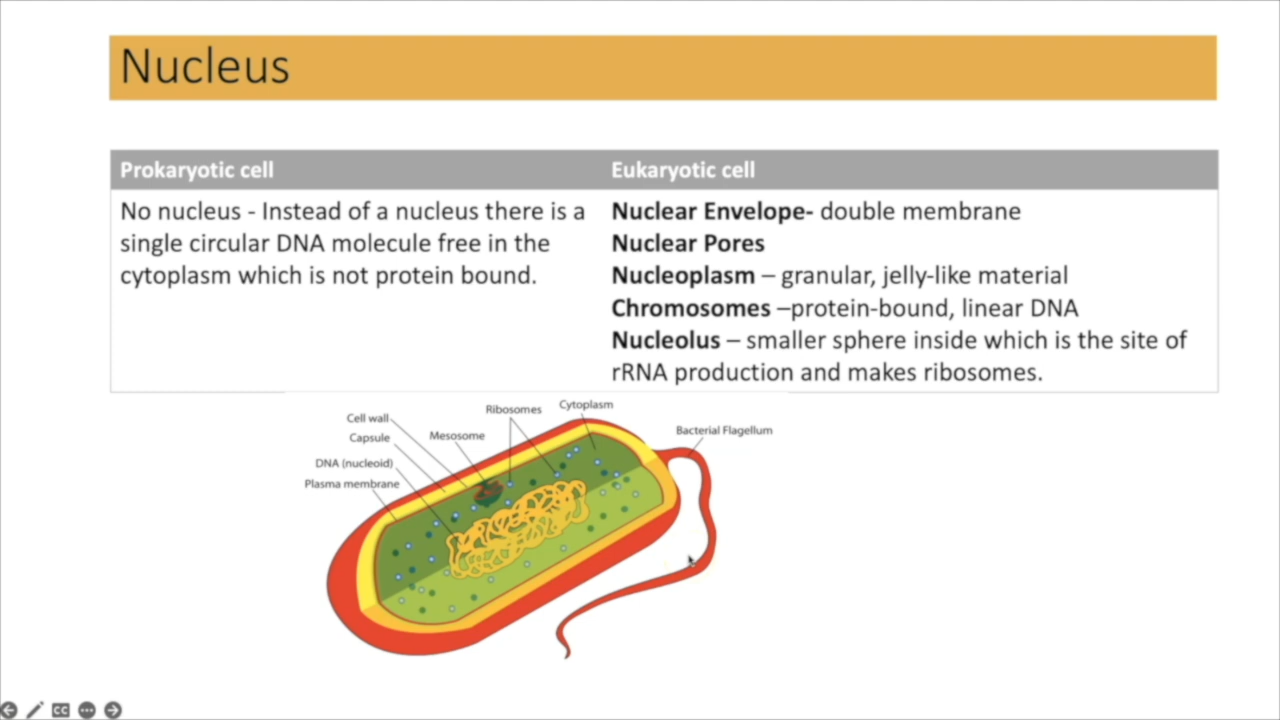 Nucleus
Prokaryotic cell
Eukaryotic cell
No nucleus - Instead of a nucleus there is a
single circular DNA molecule free in the
cytoplasm which is not protein bound.
Nuclear Envelope- double membrane
Nuclear Pores
Nucleoplasm – granular, jelly-like material
Chromosomes –protein-bound, linear DNA
Nucleolus – smaller sphere inside which is the site of
rRNA production and makes ribosomes.
Cell wall
Capsule
DNA (nucleoid)
Plasma membrane
Mesosome
Ribosomes
Cytoplasm
Bacterial Flagellum
CC